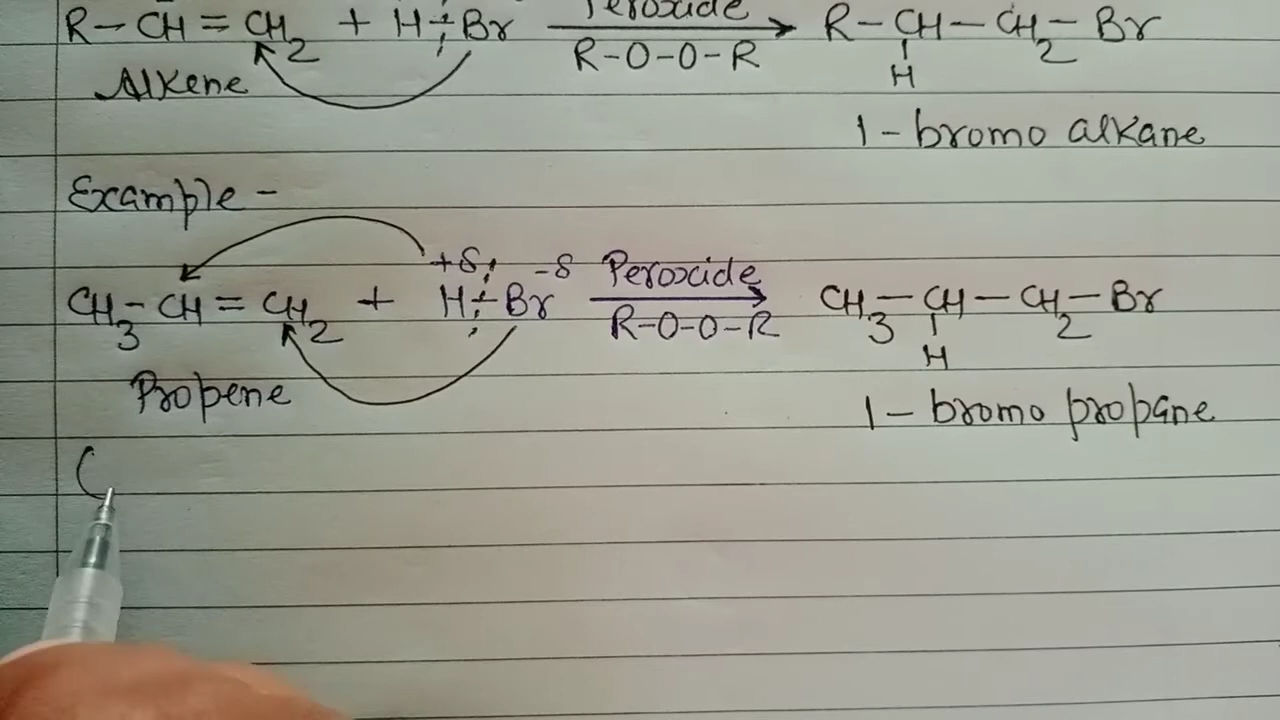 R-CH=CH2 + H÷Br Peroxide R-O-O-R → R-CH-CH2-Br
H
Alkene
1-bromo alkane
Example -
+δ -δ
CH3-CH=CH2 + H÷Br Peroxide R-O-O-R → CH3-CH-CH2-Br
H
Propene
1-bromo propane
C